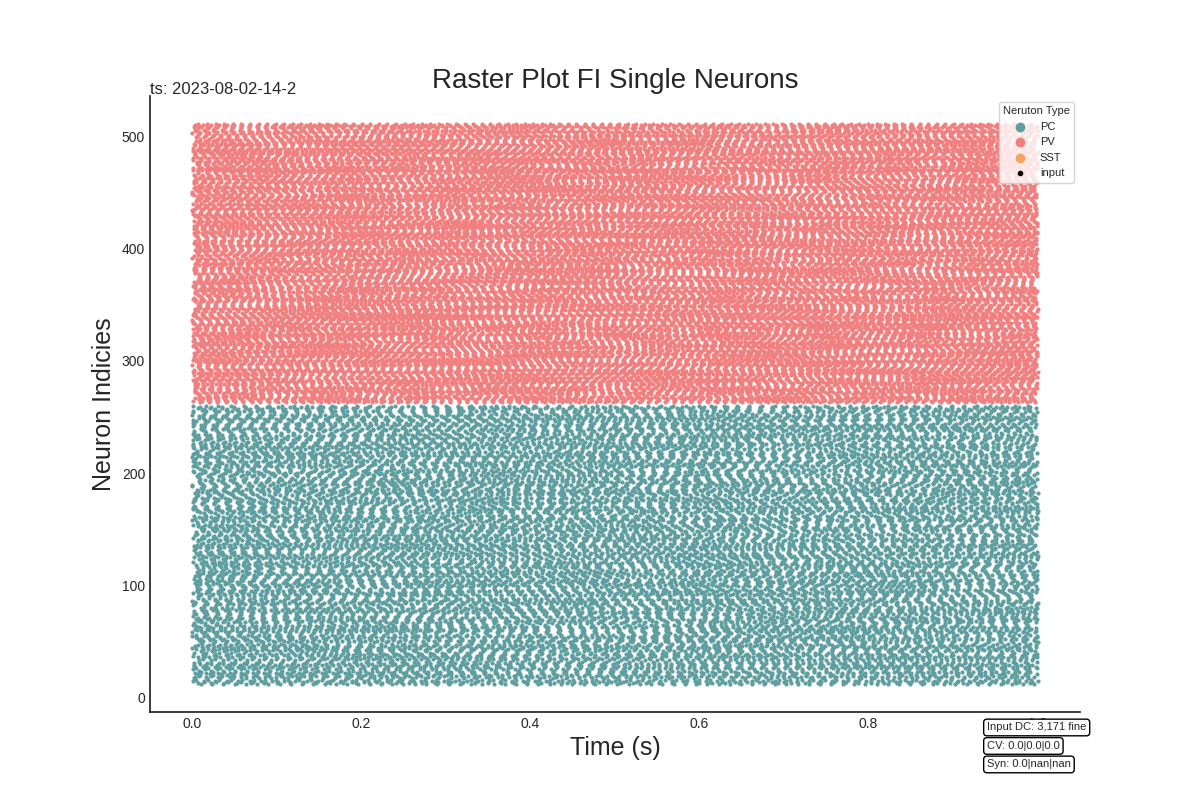 Raster Plot FI Single Neurons
ts: 2023-08-02-14-2
Neruton Type
PC
PV
SST
input
500
400
300
200
100
0
Neuron Indicies
0.0 0.2 0.4 0.6 0.8
Time (s)
Input DC: 3,171 fine
CV: 0.0|0.0|0.0
Syn: 0.0|nan|nan